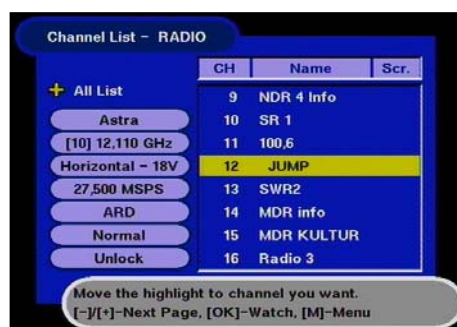 Channel List - RADIO
CH Name Scr.
+ All List
9 NDR 4 Info
Astra
10 SR 1
[10] 12,110 GHz
11 100,6
Horizontal - 18V
12 JUMP
27,500 MSPS
13 SWR2
ARD
14 MDR info
Normal
15 MDR KULTUR
Unlock
16 Radio 3
Move the highlight to channel you want.
[-]/[+]-Next Page, [OK]-Watch, [M]-Menu